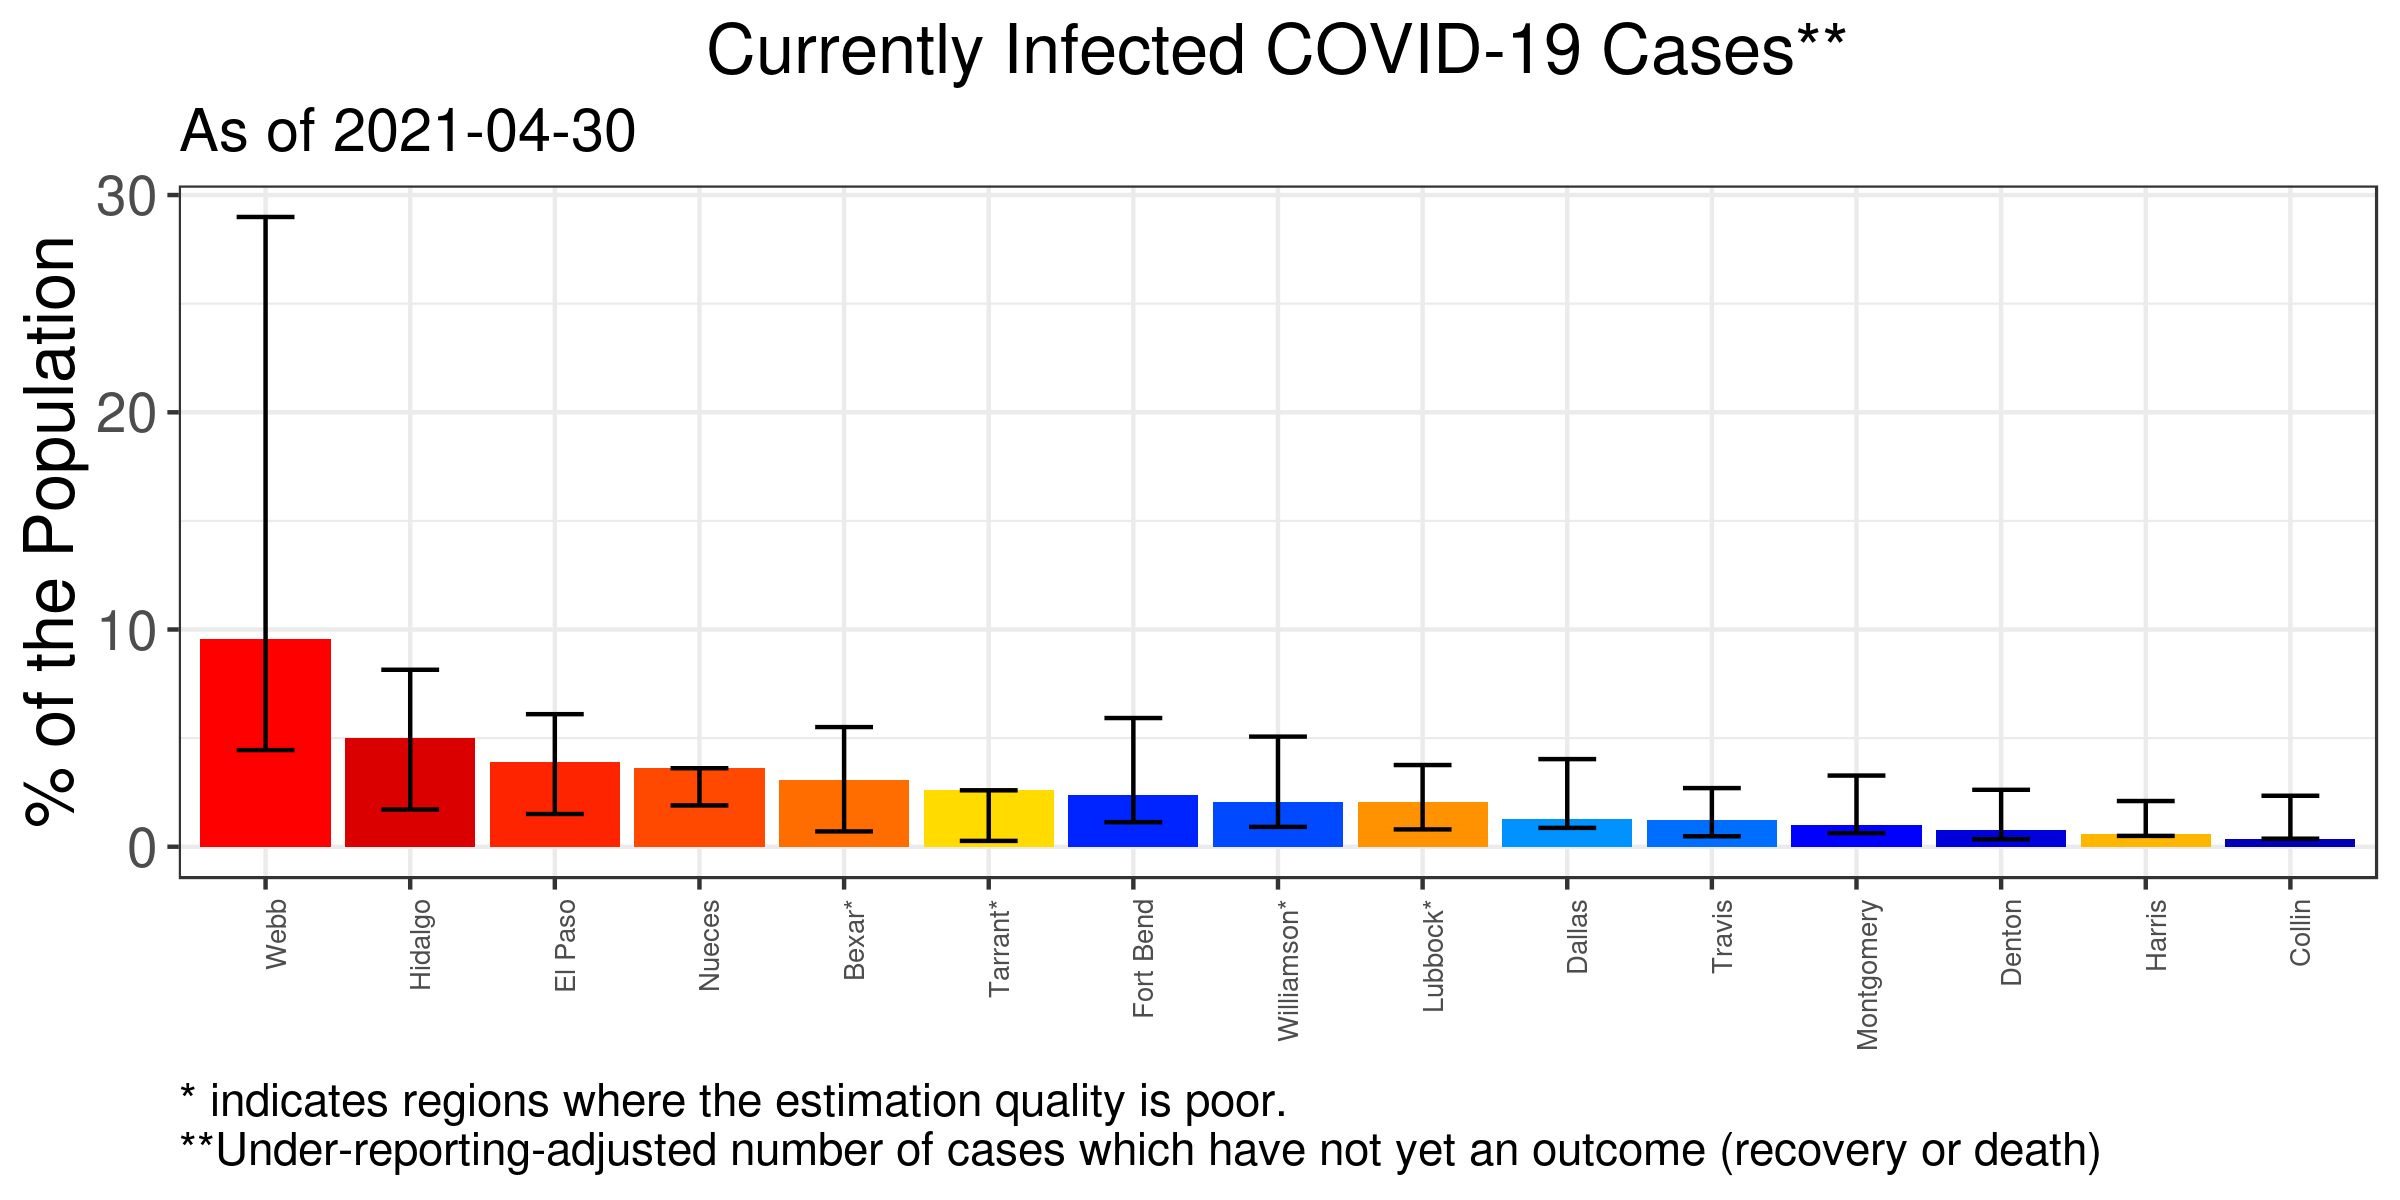 Currently Infected COVID-19 Cases**
As of 2021-04-30
% of the Population
30
20
10
0
Webb
Hidalgo
El Paso
Nueces
Bexar*
Tarrant*
Fort Bend
Williamson*
Lubbock*
Dallas
Travis
Montgomery
Denton
Harris
Collin
* indicates regions where the estimation quality is poor.
**Under-reporting-adjusted number of cases which have not yet an outcome (recovery or death)